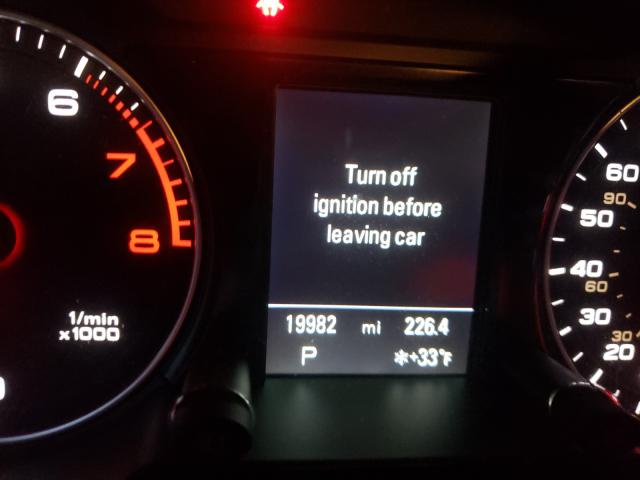 6
7
8
1/min
x1000
Turn off
ignition before
leaving car
19982 mi 226.4
P +33°F
60
90
50
40
60
30
30
20